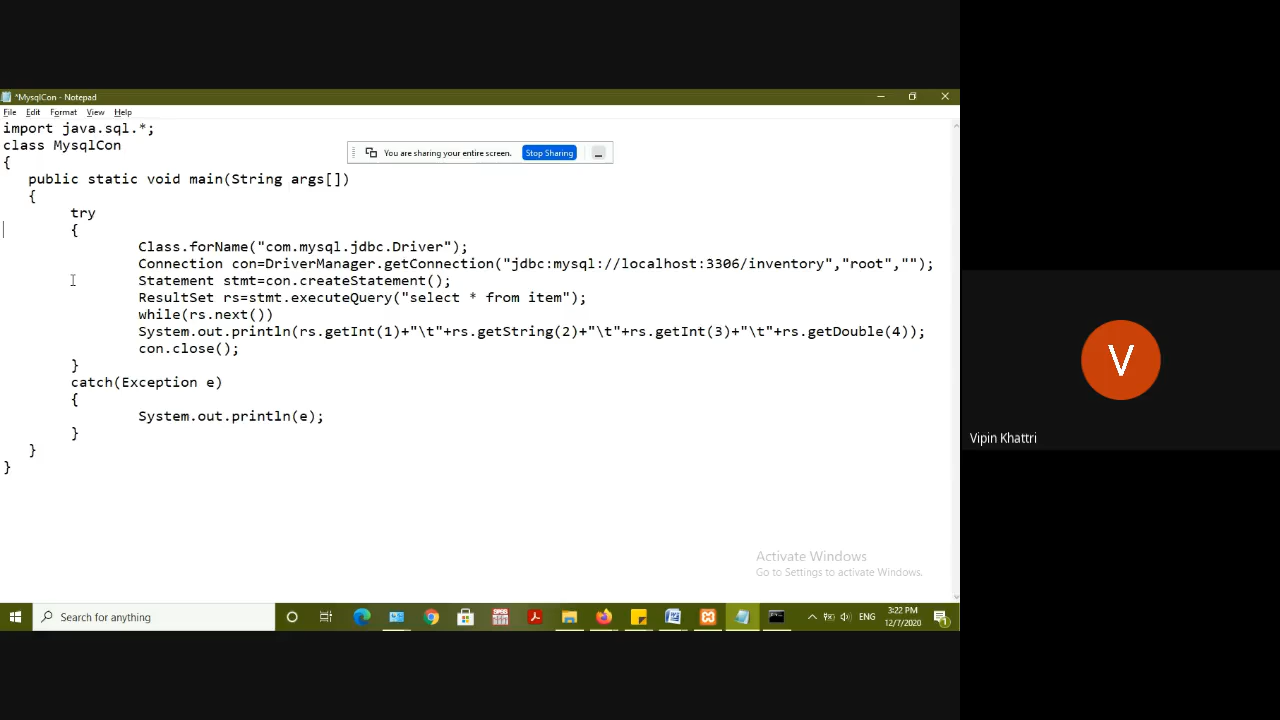 *MysqlCon - Notepad
File Edit Format View Help
import java.sql.*;
class MysqlCon
{
public static void main(String args[])
{
try
{
Class.forName("com.mysql.jdbc.Driver");
Connection con=DriverManager.getConnection("jdbc:mysql://localhost:3306/inventory","root","");
Statement stmt=con.createStatement();
ResultSet rs=stmt.executeQuery("select * from item");
while(rs.next())
System.out.println(rs.getInt(1)+"\t"+rs.getString(2)+"\t"+rs.getInt(3)+"\t"+rs.getDouble(4));
con.close();
}
catch(Exception e)
{
System.out.println(e);
}
}
}
You are sharing your entire screen. Stop Sharing
Activate Windows
Go to Settings to activate Windows.
Search for anything
ENG
3:22 PM
12/7/2020
1
V
Vipin Khattri